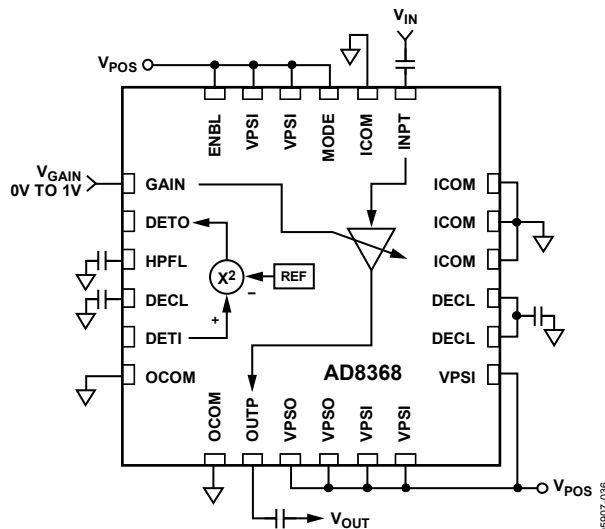 VIN
VPOS
ENBL
VPSI
VPSI
MODE
ICOM
INPT
VGAIN
0V TO 1V
GAIN
DETO
HPFL
DECL
DETI
OCOM
X2
REF
+
−
ICOM
ICOM
ICOM
DECL
DECL
VPSI
AD8368
OCOM
OUTP
VPSO
VPSO
VPSI
VPSI
VPOS
VOUT
6907-036